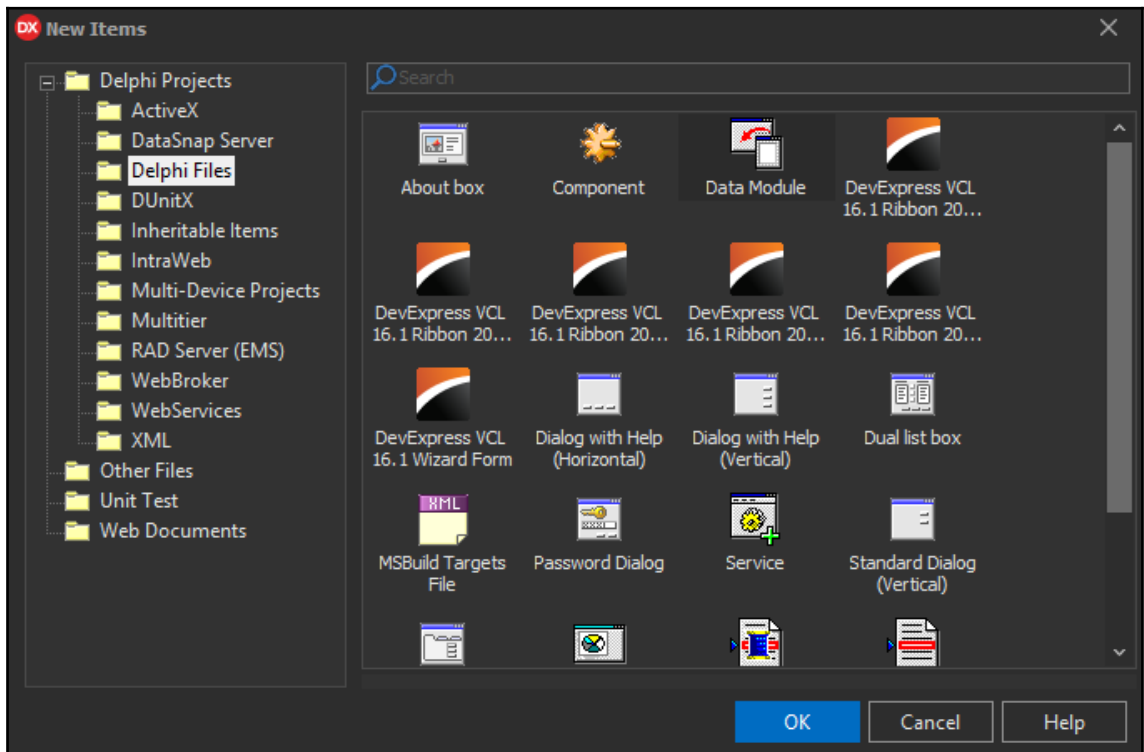 DX New Items
Delphi Projects
ActiveX
DataSnap Server
Delphi Files
DUnitX
Inheritable Items
IntraWeb
Multi-Device Projects
Multitier
RAD Server (EMS)
WebBroker
WebServices
XML
Other Files
Unit Test
Web Documents
Search
About box
Component
Data Module
DevExpress VCL
16.1 Ribbon 20...
DevExpress VCL
16.1 Ribbon 20...
DevExpress VCL
16.1 Ribbon 20...
DevExpress VCL
16.1 Ribbon 20...
DevExpress VCL
16.1 Ribbon 20...
DevExpress VCL
16.1 Wizard Form
Dialog with Help
(Horizontal)
Dialog with Help
(Vertical)
Dual list box
XML
MSBuild Targets
File
Password Dialog
Service
Standard Dialog
(Vertical)
OK
Cancel
Help